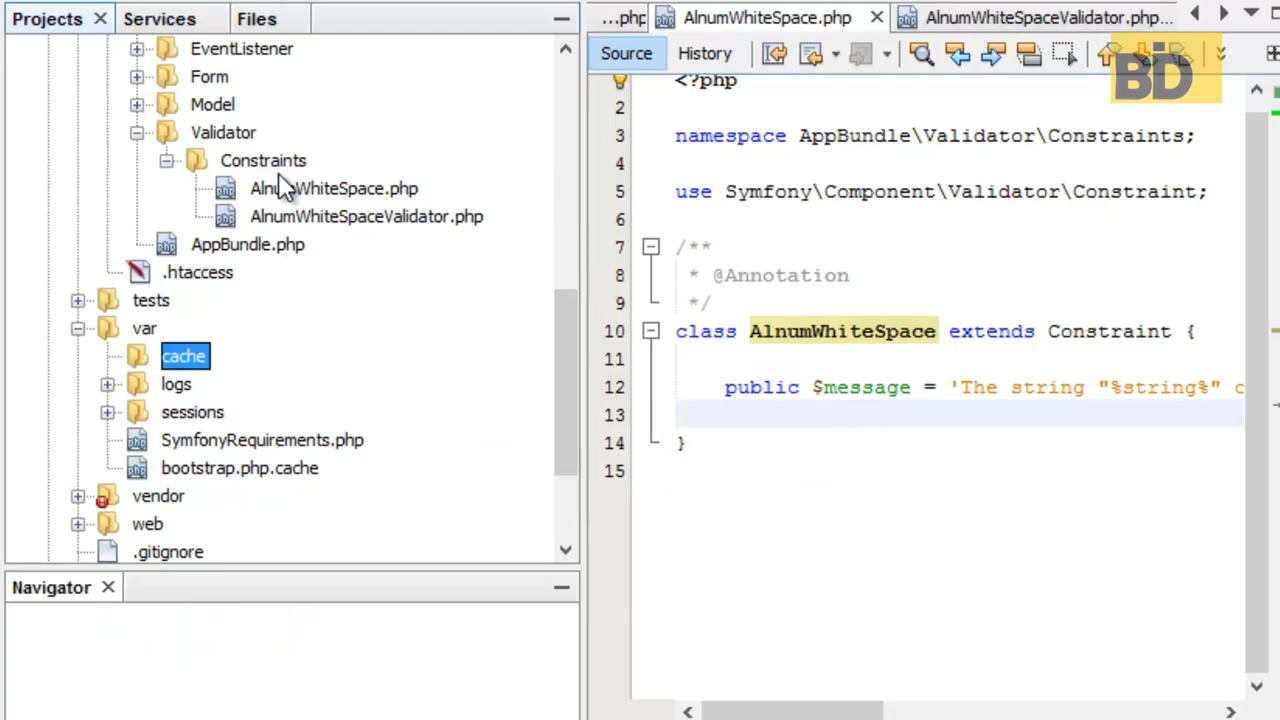 Projects
Services
Files
EventListener
Form
Model
Validator
Constraints
AlnumWhiteSpace.php
AlnumWhiteSpaceValidator.php
AppBundle.php
.htaccess
tests
var
cache
logs
sessions
SymfonyRequirements.php
bootstrap.php.cache
vendor
web
.gitignore
Navigator
...php
AlnumWhiteSpace.php
AlnumWhiteSpaceValidator.php...
Source
History
BD
<?php
2
3 namespace AppBundle\Validator\Constraints;
4
5 use Symfony\Component\Validator\Constraint;
6
7 /**
8 * @Annotation
9 */
10 class AlnumWhiteSpace extends Constraint {
11
12 public $message = 'The string "%string%" c
13
14 }
15